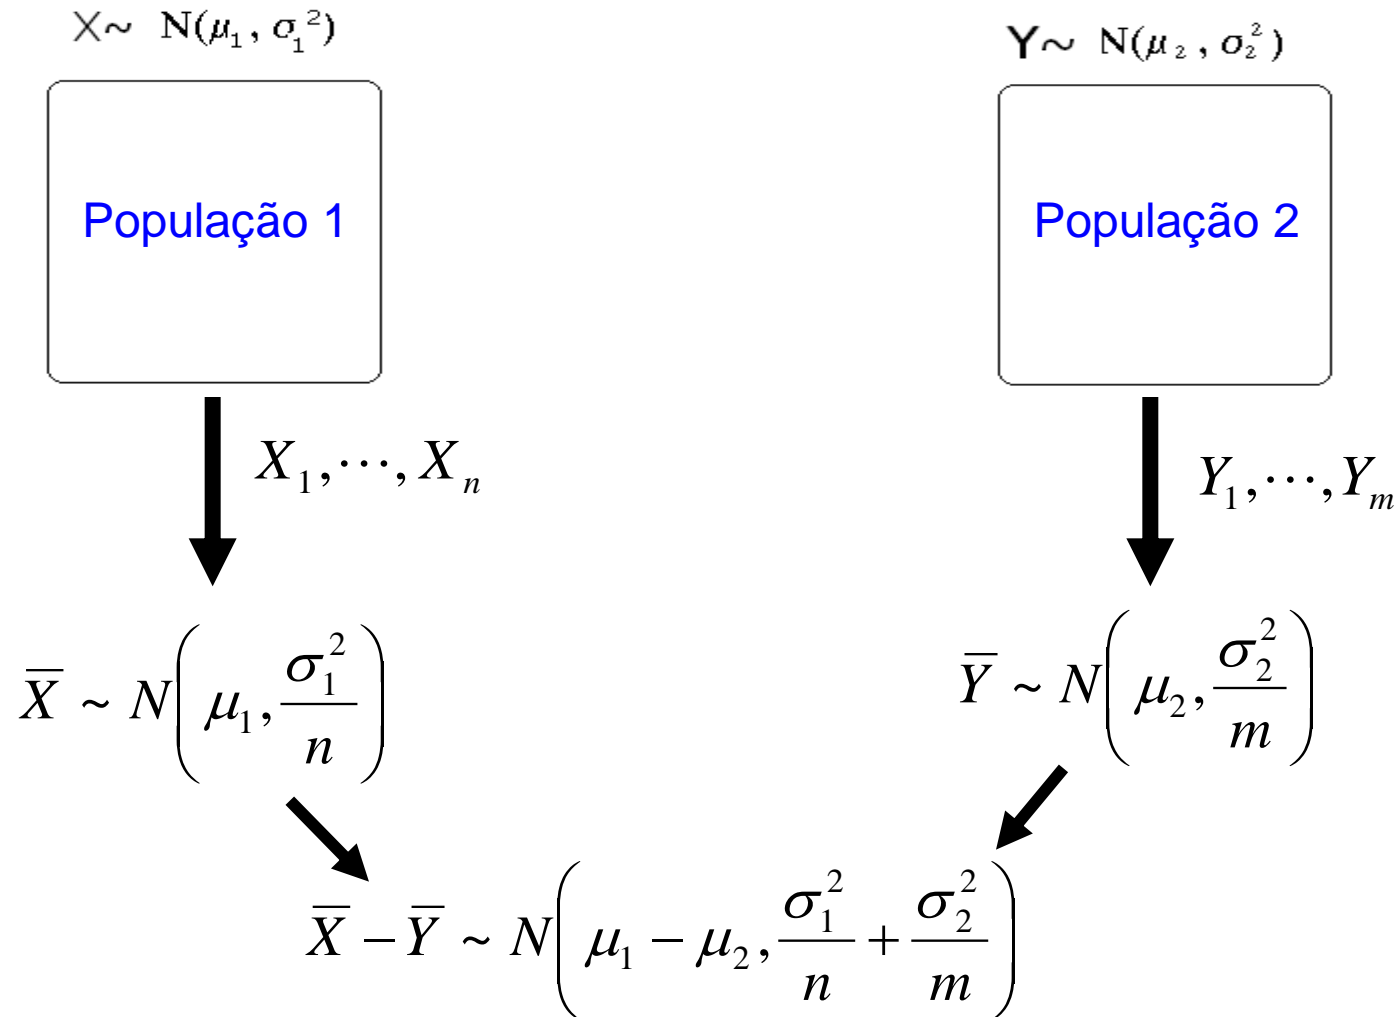 X~ N(μ₁, σ₁²)
Y~ N(μ₂, σ₂²)
População 1
População 2
X₁,⋯,Xₙ
Y₁,⋯,Yₘ
X̅ ~ N(μ₁, σ₁²/n)
Y̅ ~ N(μ₂, σ₂²/m)
X̅ − Y̅ ~ N(μ₁ − μ₂, σ₁²/n + σ₂²/m)